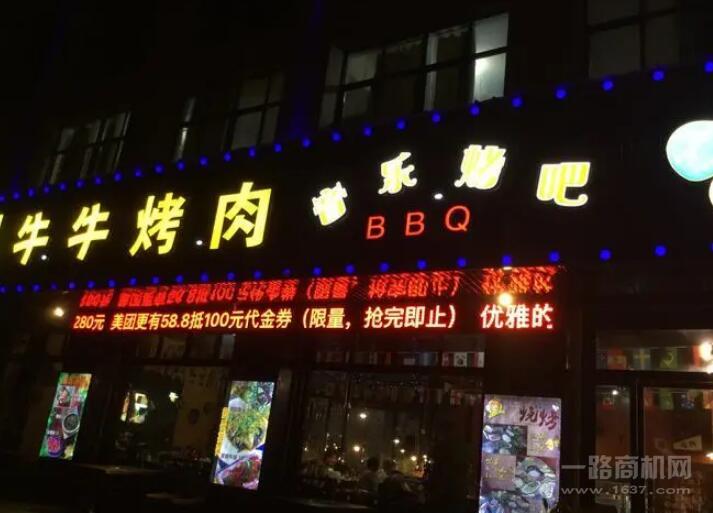 牛牛烤肉
音乐烤吧
BBQ
280元 美团更有58.8抵100元代金券（限量，抢完即止） 优雅的
烧烤
一路商机网
www.1637.com